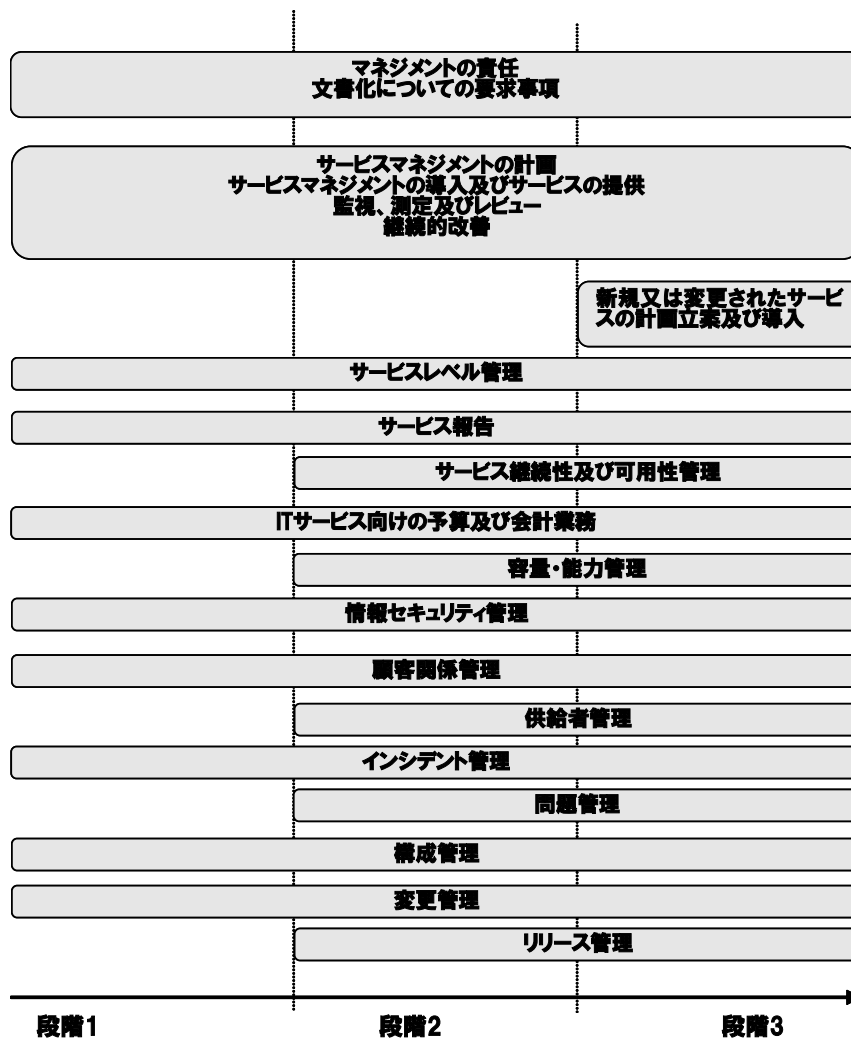 マネジメントの責任
文書化についての要求事項
サービスマネジメントの計画
サービスマネジメントの導入及びサービスの提供
監視、測定及びレビュー
継続的改善
新規又は変更されたサービ
スの計画立案及び導入
サービスレベル管理
サービス報告
サービス継続性及び可用性管理
ITサービス向けの予算及び会計業務
容量・能力管理
情報セキュリティ管理
顧客関係管理
供給者管理
インシデント管理
問題管理
構成管理
変更管理
リリース管理
段階1
段階2
段階3